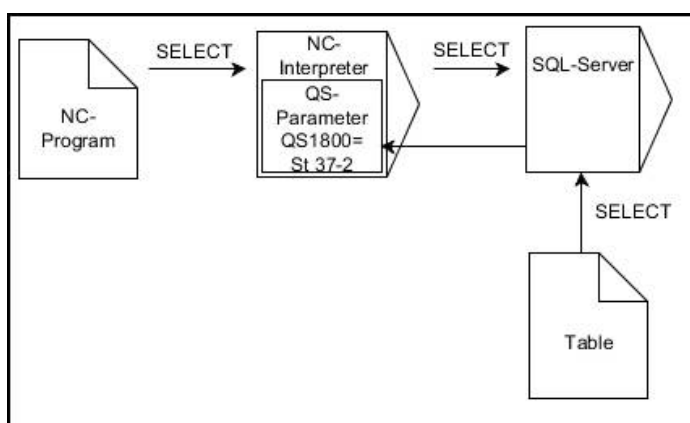 NC-
Program
SELECT
NC-
Interpreter
QS-
Parameter
QS1800=
St 37-2
SELECT
SQL-Server
SELECT
Table